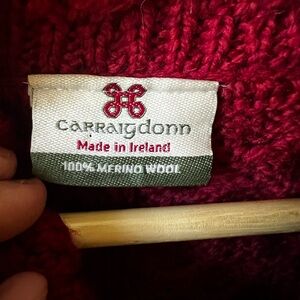 Carraigdonn
Made in Ireland
100% MERINO WOOL